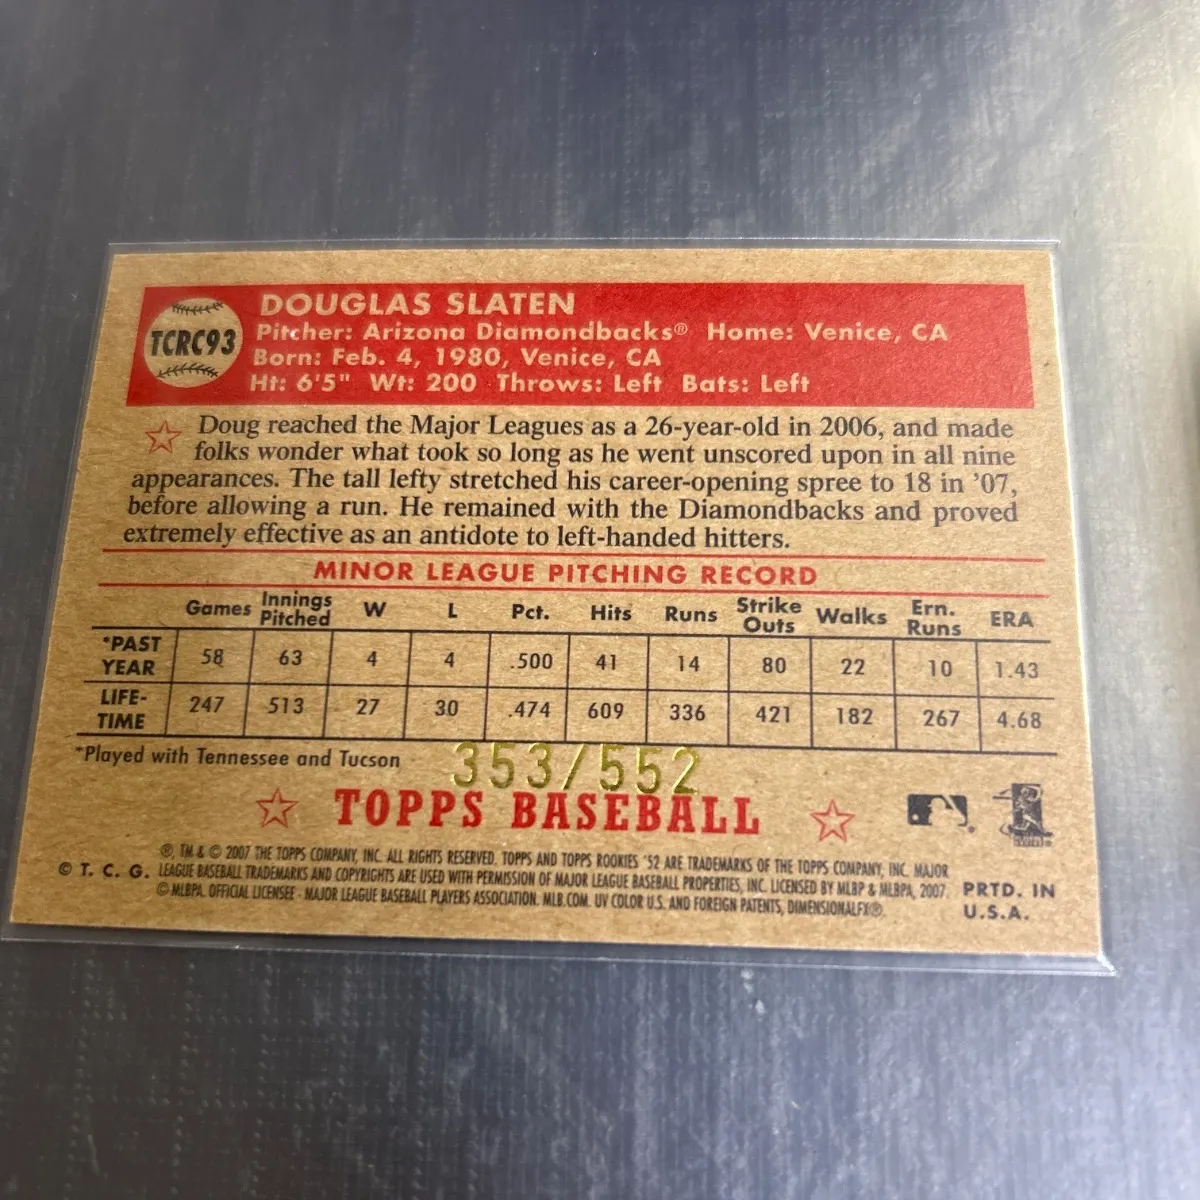 TCRC93
DOUGLAS SLATEN
Pitcher: Arizona Diamondbacks® Home: Venice, CA
Born: Feb. 4, 1980, Venice, CA
Ht: 6'5" Wt: 200 Throws: Left Bats: Left
Doug reached the Major Leagues as a 26-year-old in 2006, and made
folks wonder what took so long as he went unscored upon in all nine
appearances. The tall lefty stretched his career-opening spree to 18 in '07,
before allowing a run. He remained with the Diamondbacks and proved
extremely effective as an antidote to left-handed hitters.
MINOR LEAGUE PITCHING RECORD
Games Innings Pitched W L Pct. Hits Runs Strike Outs Walks Ern. Runs ERA
*PAST YEAR 58 63 4 4 .500 41 14 80 22 10 1.43
LIFE-TIME 247 513 27 30 .474 609 336 421 182 267 4.68
*Played with Tennessee and Tucson
353/552
TOPPS BASEBALL
®, TM & © 2007 THE TOPPS COMPANY, INC. ALL RIGHTS RESERVED. TOPPS AND TOPPS ROOKIES '52 ARE TRADEMARKS OF THE TOPPS COMPANY, INC. MAJOR
© T. C. G. LEAGUE BASEBALL TRADEMARKS AND COPYRIGHTS ARE USED WITH PERMISSION OF MAJOR LEAGUE BASEBALL PROPERTIES, INC. LICENSED BY MLBP & MLBPA, 2007.
© MLBPA. OFFICIAL LICENSEE - MAJOR LEAGUE BASEBALL PLAYERS ASSOCIATION. MLB.COM. UV COLOR U.S. AND FOREIGN PATENTS, DIMENSIONALFX®.
PRTD. IN
U.S.A.